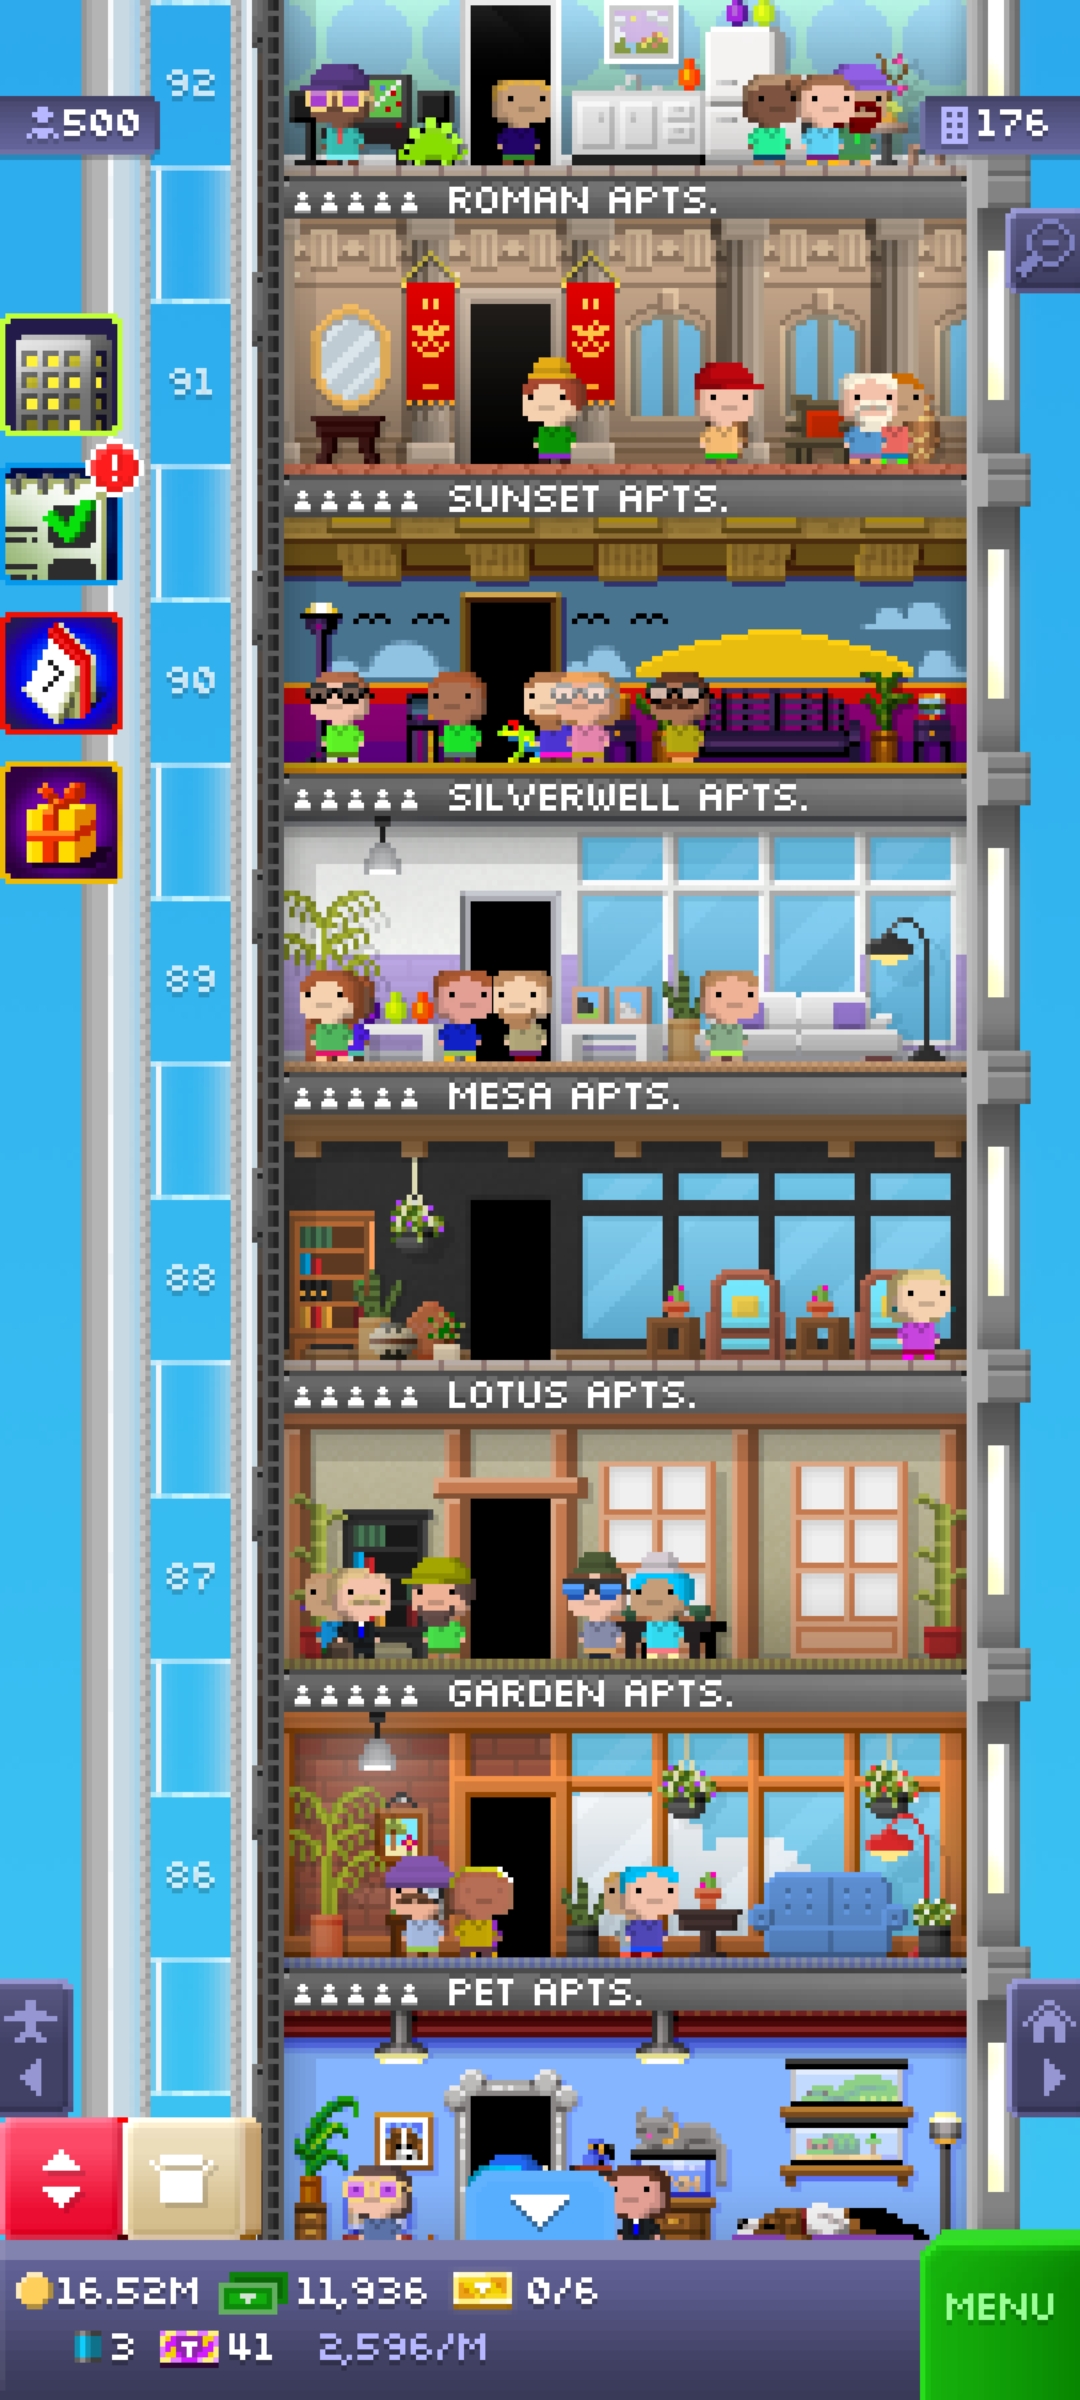 92
500
176
ROMAN APTS.
91
SUNSET APTS.
90
SILVERWELL APTS.
89
MESA APTS.
88
LOTUS APTS.
87
GARDEN APTS.
86
PET APTS.
16.52M 11,936 0/6
3 T 41 2,596/M
MENU